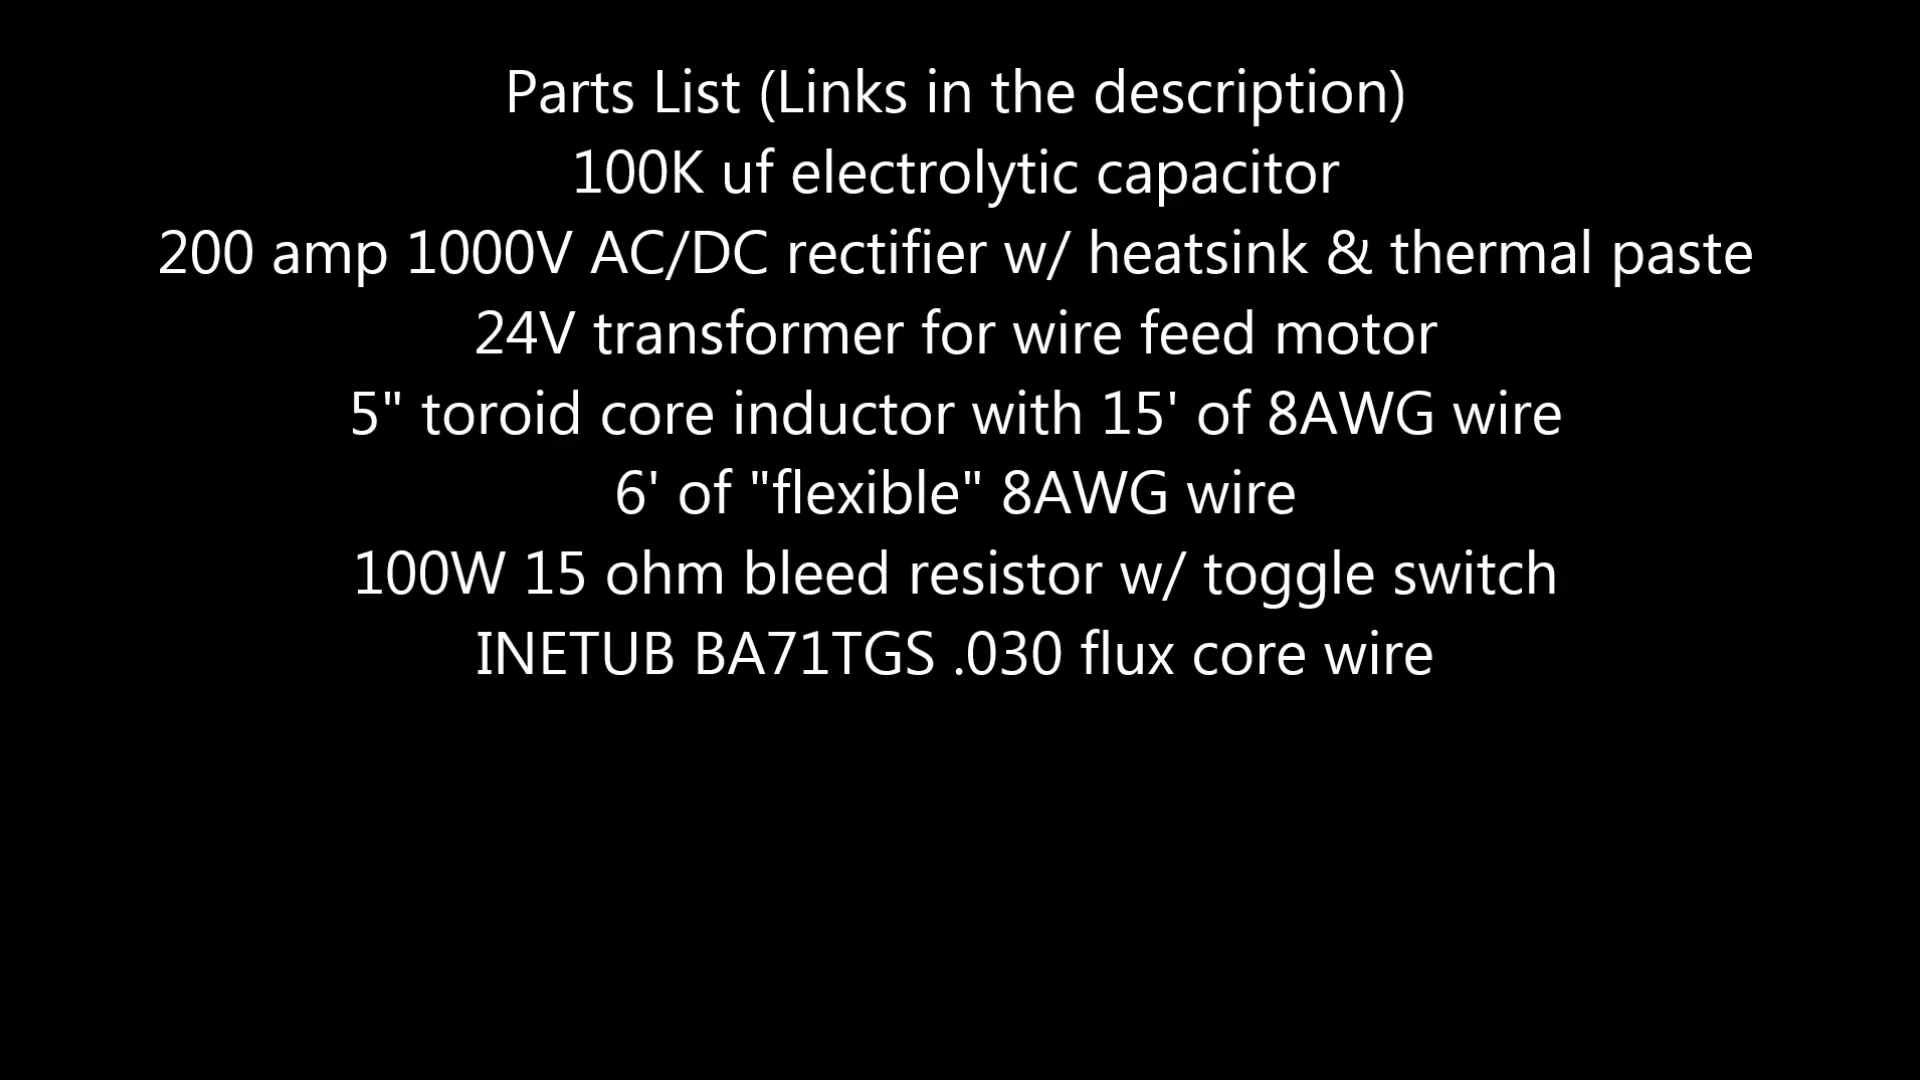 Parts List (Links in the description)
100K uf electrolytic capacitor
200 amp 1000V AC/DC rectifier w/ heatsink & thermal paste
24V transformer for wire feed motor
5" toroid core inductor with 15' of 8AWG wire
6' of "flexible" 8AWG wire
100W 15 ohm bleed resistor w/ toggle switch
INETUB BA71TGS .030 flux core wire